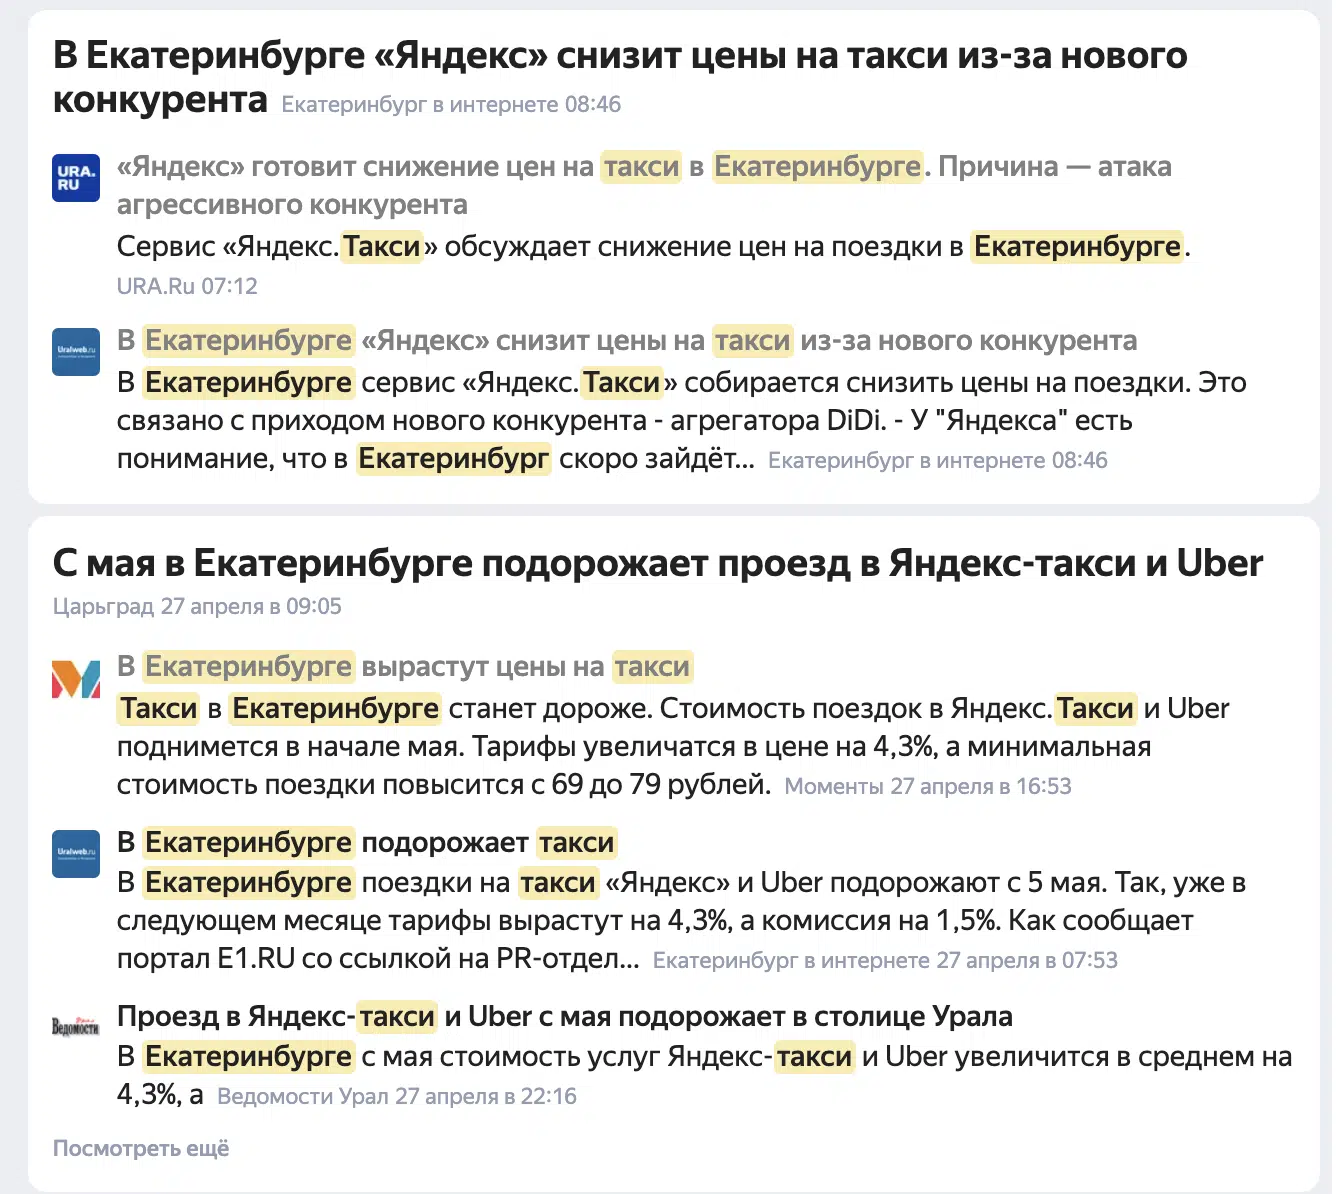 В Екатеринбурге «Яндекс» снизит цены на такси из-за нового
конкурента Екатеринбург в интернете 08:46
URA.
RU
«Яндекс» готовит снижение цен на такси в Екатеринбурге. Причина — атака
агрессивного конкурента
Сервис «Яндекс.Такси» обсуждает снижение цен на поездки в Екатеринбурге.
URA.Ru 07:12
Uralweb.ru
В Екатеринбурге «Яндекс» снизит цены на такси из-за нового конкурента
В Екатеринбурге сервис «Яндекс.Такси» собирается снизить цены на поездки. Это
связано с приходом нового конкурента - агрегатора DiDi. - У "Яндекса" есть
понимание, что в Екатеринбург скоро зайдёт... Екатеринбург в интернете 08:46
С мая в Екатеринбурге подорожает проезд в Яндекс-такси и Uber
Царьград 27 апреля в 09:05
В Екатеринбурге вырастут цены на такси
Такси в Екатеринбурге станет дороже. Стоимость поездок в Яндекс.Такси и Uber
поднимется в начале мая. Тарифы увеличатся в цене на 4,3%, а минимальная
стоимость поездки повысится с 69 до 79 рублей. Моменты 27 апреля в 16:53
Uralweb.ru
В Екатеринбурге подорожает такси
В Екатеринбурге поездки на такси «Яндекс» и Uber подорожают с 5 мая. Так, уже в
следующем месяце тарифы вырастут на 4,3%, а комиссия на 1,5%. Как сообщает
портал E1.RU со ссылкой на PR-отдел... Екатеринбург в интернете 27 апреля в 07:53
Ведомости
Проезд в Яндекс-такси и Uber с мая подорожает в столице Урала
В Екатеринбурге с мая стоимость услуг Яндекс-такси и Uber увеличится в среднем на
4,3%, а Ведомости Урал 27 апреля в 22:16
Посмотреть ещё